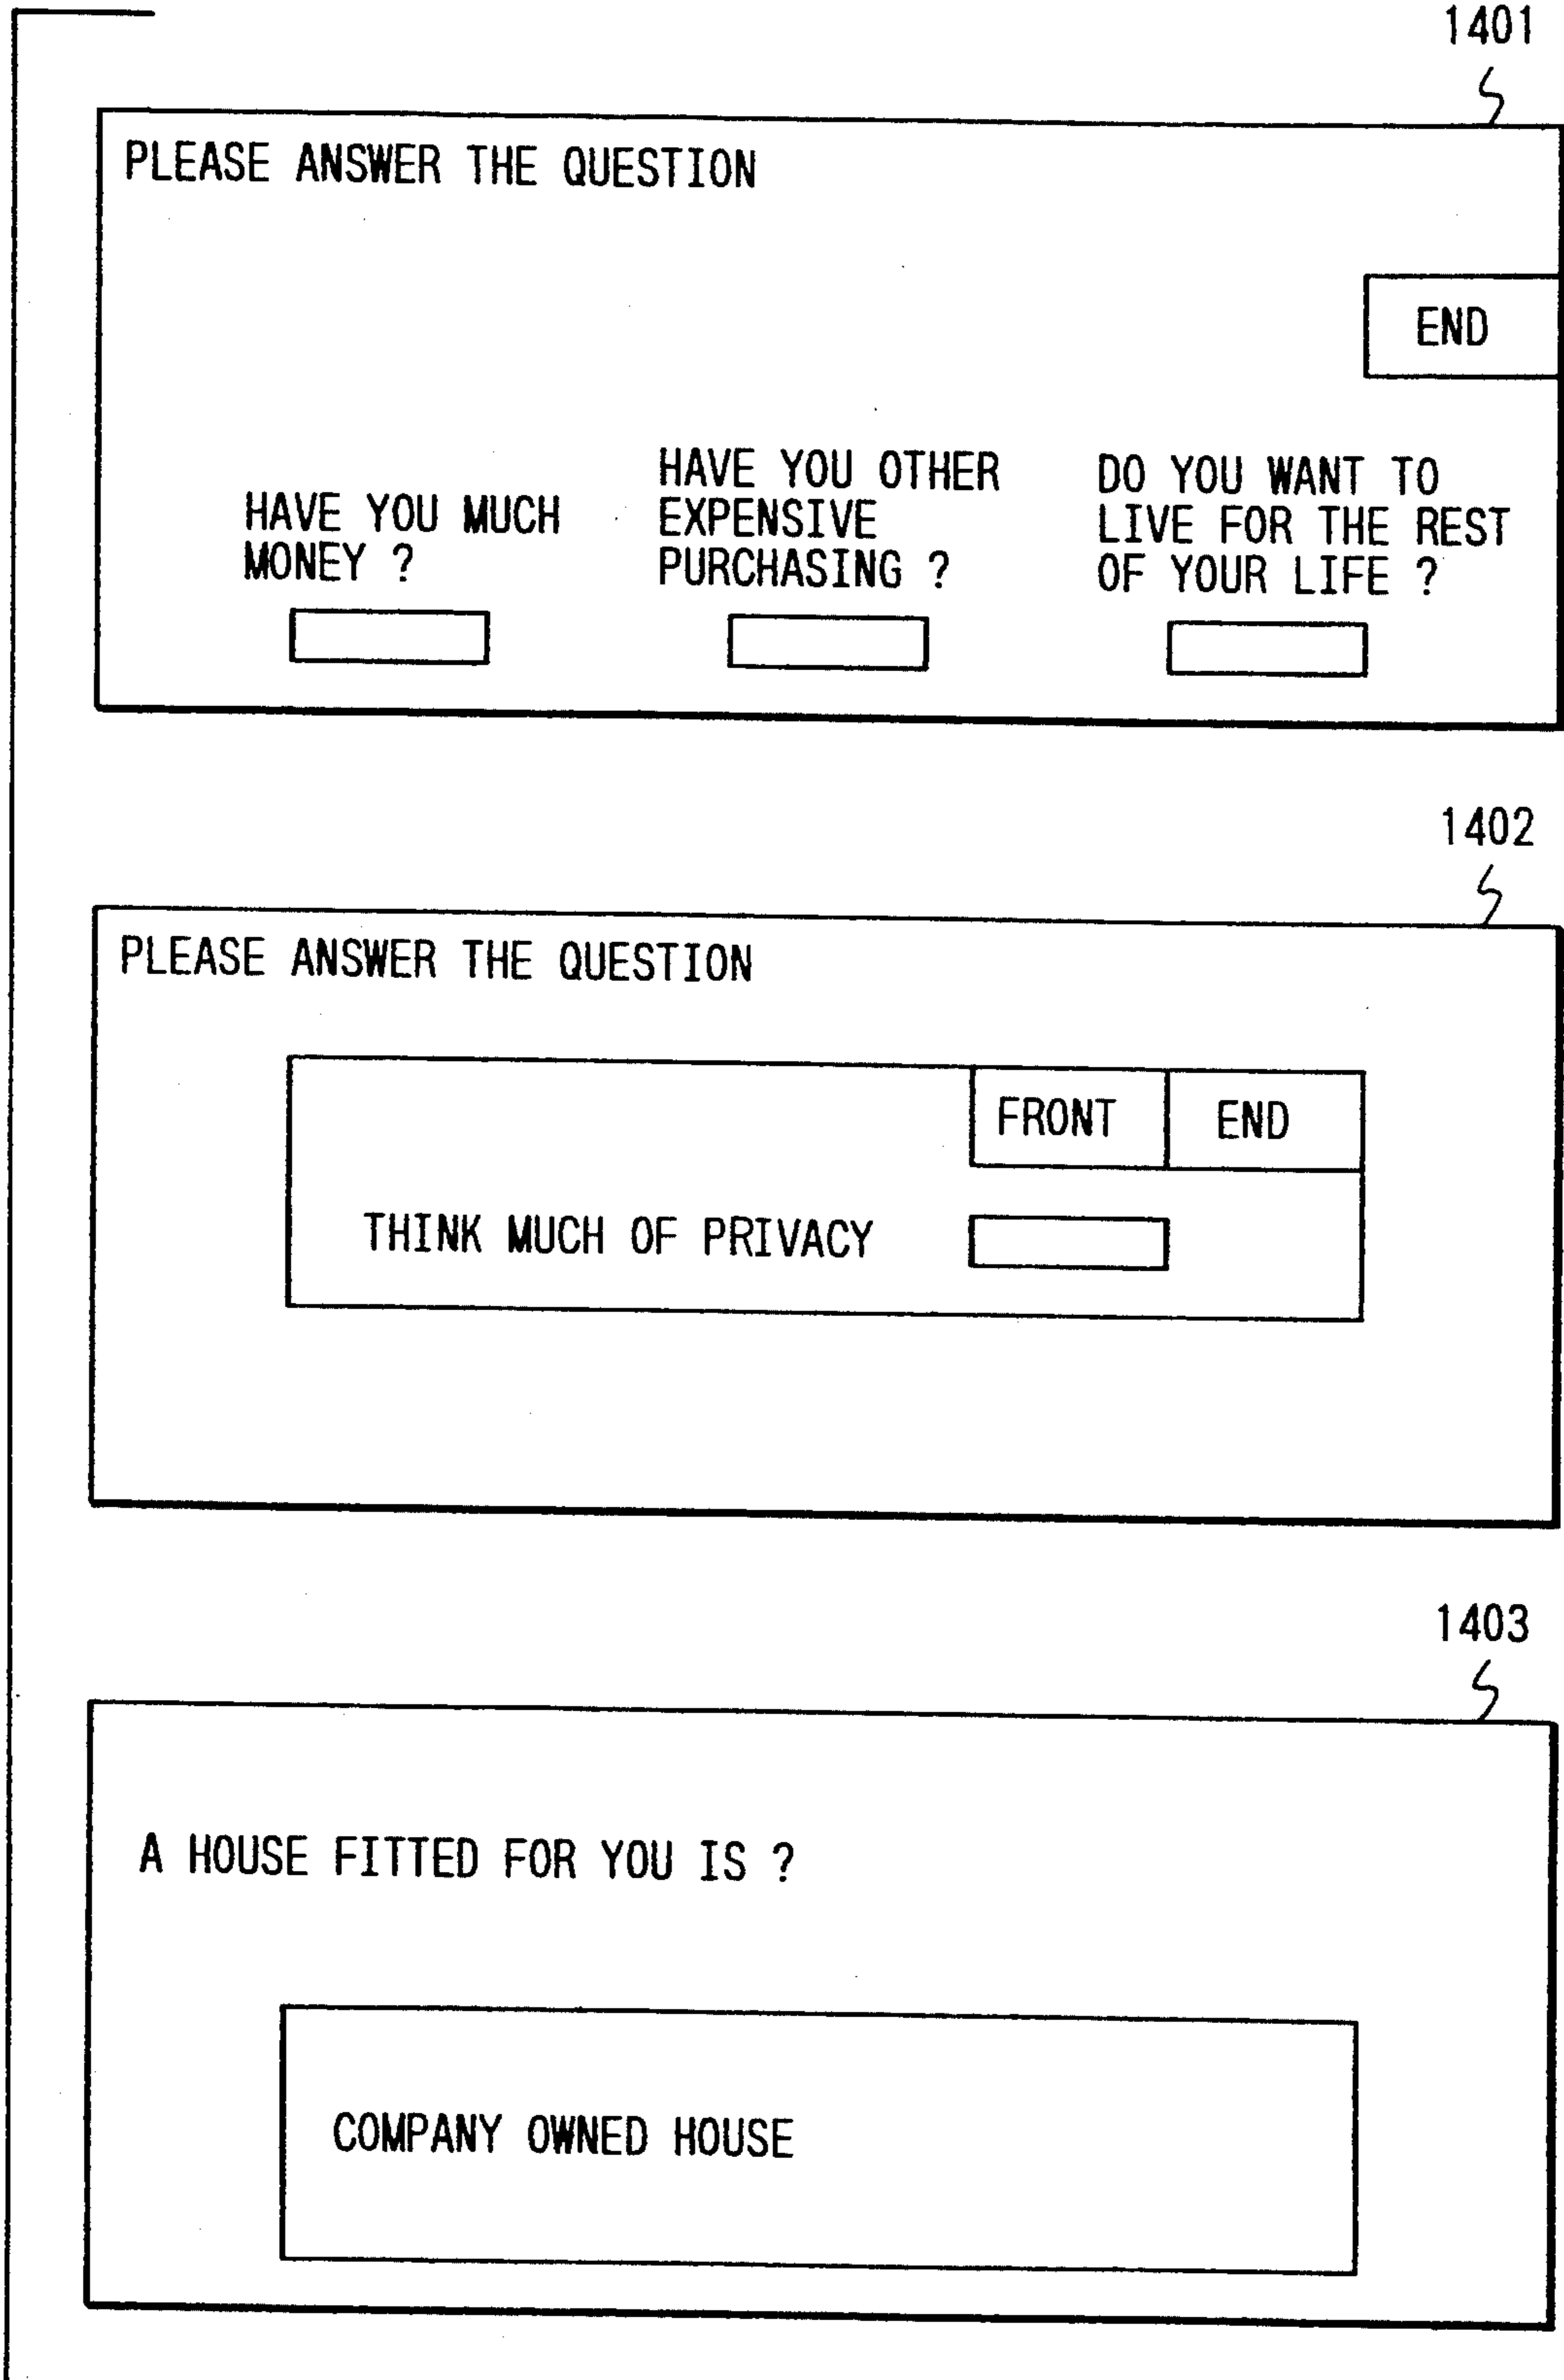 1401
PLEASE ANSWER THE QUESTION
END
HAVE YOU MUCH
MONEY ?
HAVE YOU OTHER
EXPENSIVE
PURCHASING ?
DO YOU WANT TO
LIVE FOR THE REST
OF YOUR LIFE ?
1402
PLEASE ANSWER THE QUESTION
FRONT END
THINK MUCH OF PRIVACY
1403
A HOUSE FITTED FOR YOU IS ?
COMPANY OWNED HOUSE